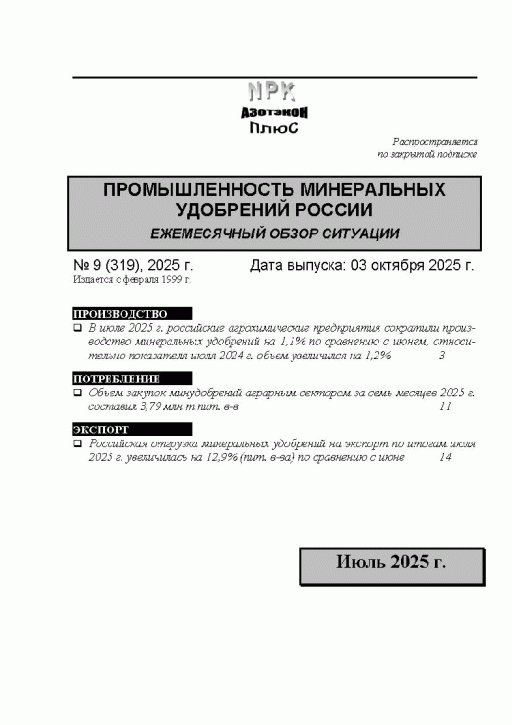 NPK
АЗОТЭКОН
ПЛЮС
Распространяется
по закрытой подписке
ПРОМЫШЛЕННОСТЬ МИНЕРАЛЬНЫХ
УДОБРЕНИЙ РОССИИ
ЕЖЕМЕСЯЧНЫЙ ОБЗОР СИТУАЦИИ
№ 9 (319), 2025 г. Дата выпуска: 03 октября 2025 г.
Издается с февраля 1999 г.
ПРОИЗВОДСТВО
❑ В июле 2025 г. российские агрохимические предприятия сократили произ-
водство минеральных удобрений на 1,1% по сравнению с июнем, относи-
тельно показателя июля 2024 г. объем увеличился на 1,2% 3
ПОТРЕБЛЕНИЕ
❑ Объем закупок минудобрений аграрным сектором за семь месяцев 2025 г.
составил 3,79 млн т пит. в-в 11
ЭКСПОРТ
❑ Российская отгрузка минеральных удобрений на экспорт по итогам июля
2025 г. увеличилась на 12,9% (пит. в-ва) по сравнению с июне 14
Июль 2025 г.